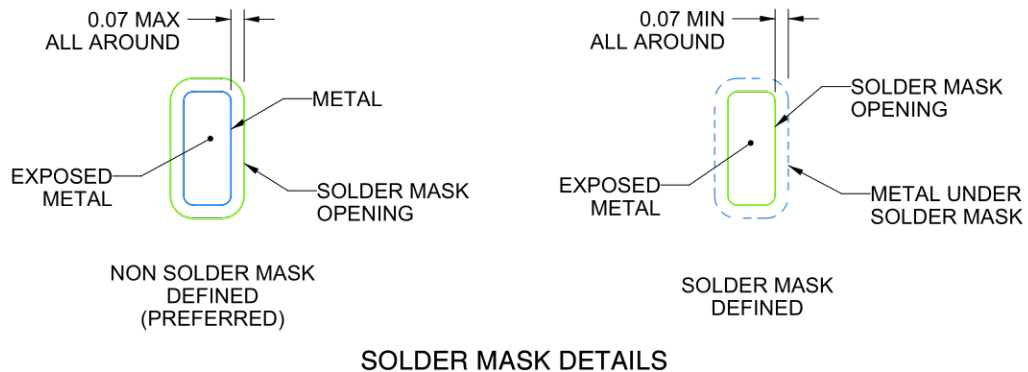 0.07 MAX
ALL AROUND
METAL
EXPOSED
METAL
SOLDER MASK
OPENING
NON SOLDER MASK
DEFINED
(PREFERRED)
0.07 MIN
ALL AROUND
SOLDER MASK
OPENING
EXPOSED
METAL
METAL UNDER
SOLDER MASK
SOLDER MASK
DEFINED
SOLDER MASK DETAILS